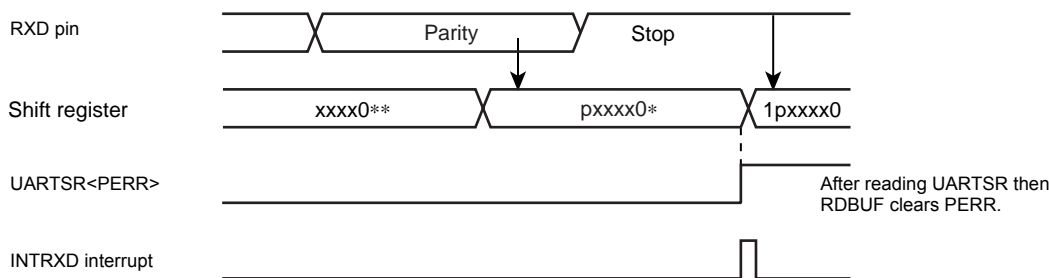 RXD pin
Parity
Stop
Shift register
xxxx0**
pxxxx0*
1pxxxx0
UARTSR<PERR>
After reading UARTSR then
RDBUF clears PERR.
INTRXD interrupt